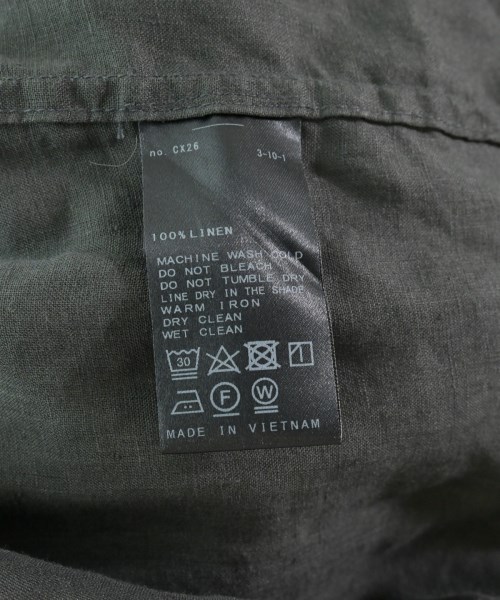 no. CX26 3-10-1
100% LINEN
MACHINE WASH COLD
DO NOT BLEACH
DO NOT TUMBLE DRY
LINE DRY IN THE SHADE
WARM IRON
DRY CLEAN
WET CLEAN
30
F W
MADE IN VIETNAM